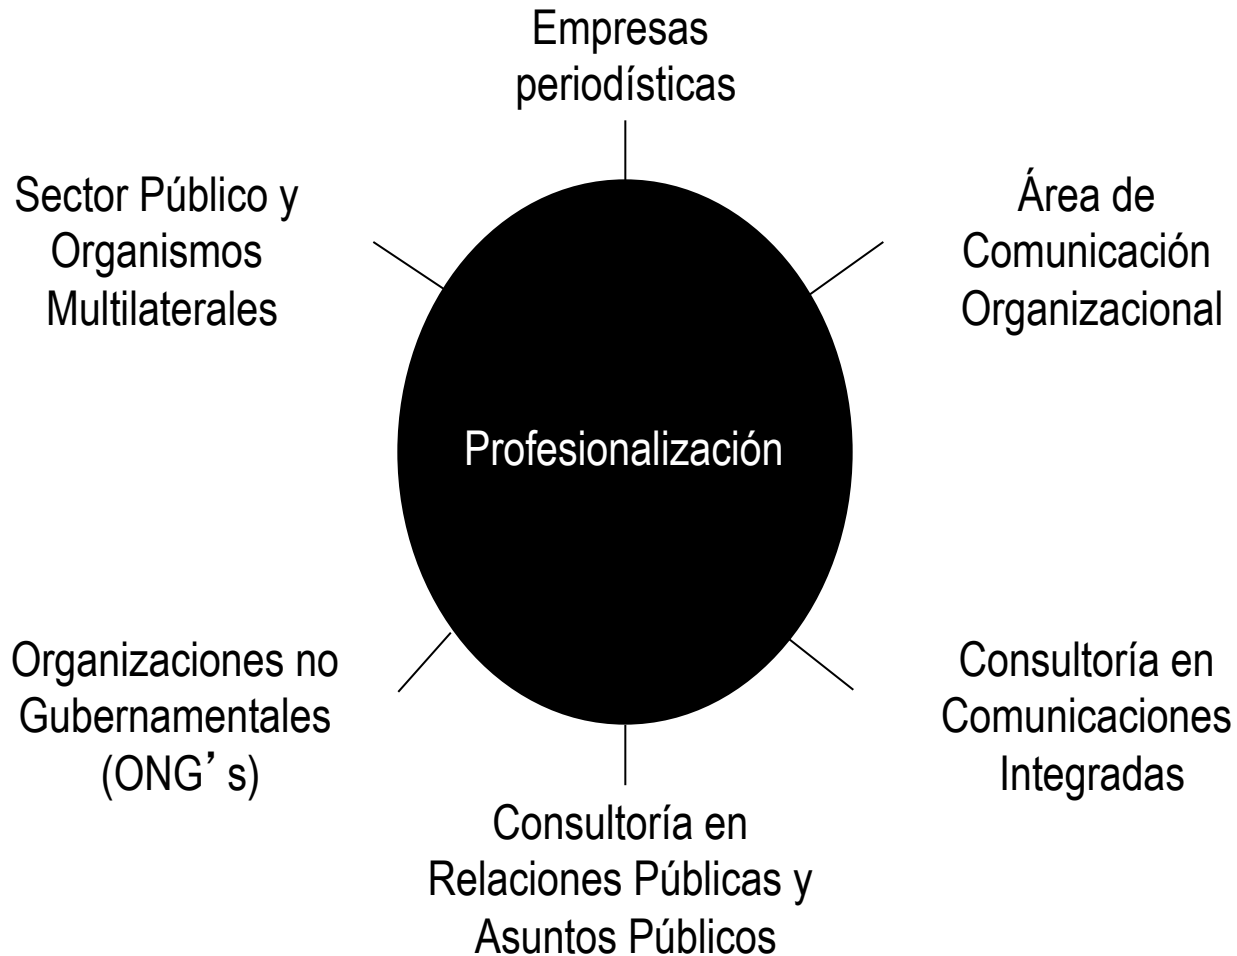 Empresas
periodísticas
Sector Público y
Organismos
Multilaterales
Área de
Comunicación
Organizacional
Profesionalización
Organizaciones no
Gubernamentales
(ONG’ s)
Consultoría en
Comunicaciones
Integradas
Consultoría en
Relaciones Públicas y
Asuntos Públicos